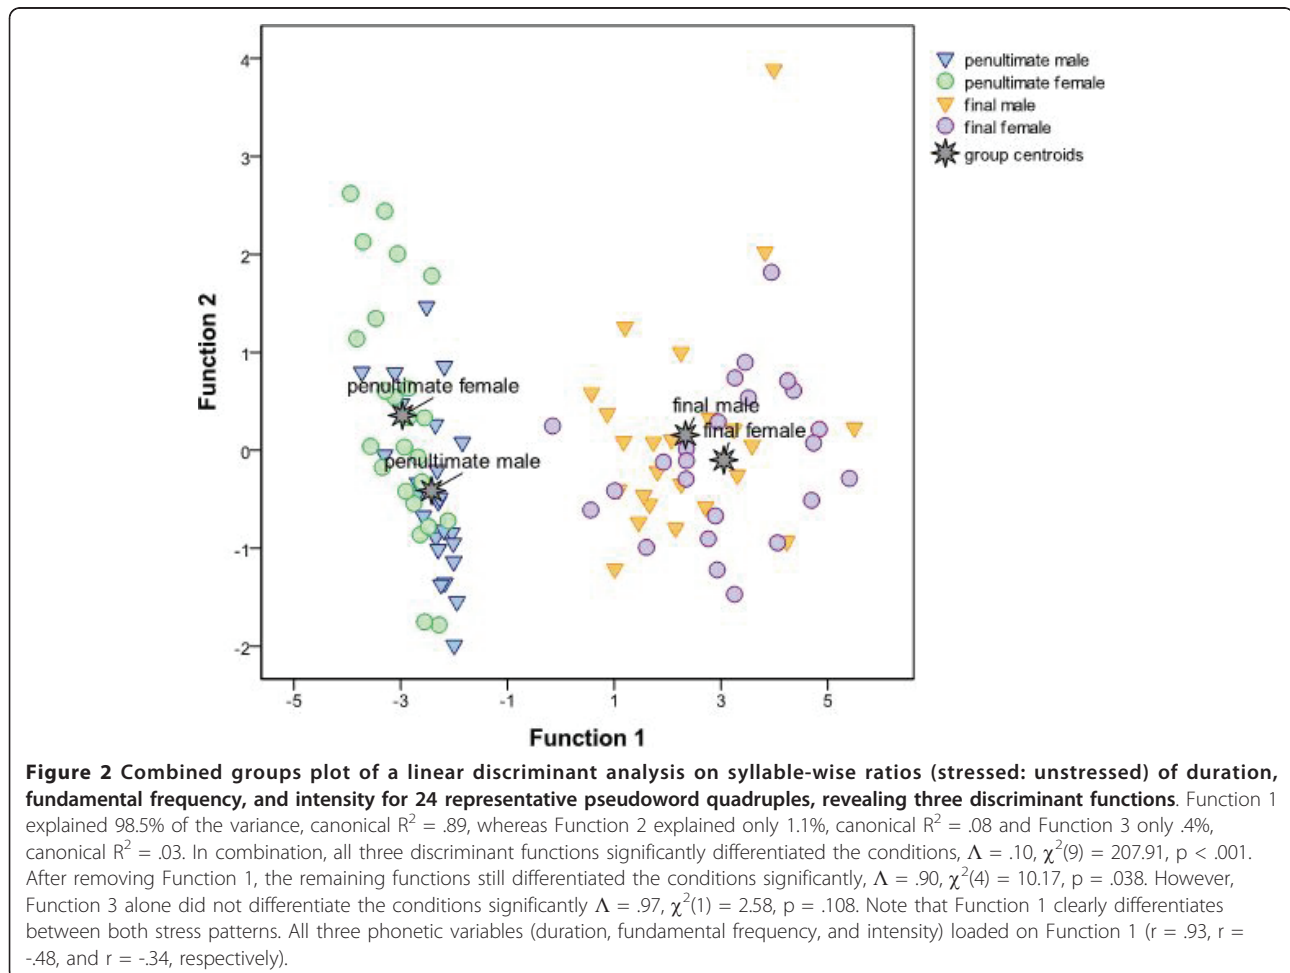 4
3
2
1
0
-1
-2
Function 2
-5
-3
-1
1
3
5
Function 1
penultimate male
penultimate female
final male
final female
group centroids
penultimate female
penultimate male
final male
final female
Figure 2 Combined groups plot of a linear discriminant analysis on syllable-wise ratios (stressed: unstressed) of duration,
fundamental frequency, and intensity for 24 representative pseudoword quadruples, revealing three discriminant functions. Function 1
explained 98.5% of the variance, canonical R² = .89, whereas Function 2 explained only 1.1%, canonical R² = .08 and Function 3 only .4%,
canonical R² = .03. In combination, all three discriminant functions significantly differentiated the conditions, Λ = .10, χ²(9) = 207.91, p < .001.
After removing Function 1, the remaining functions still differentiated the conditions significantly, Λ = .90, χ²(4) = 10.17, p = .038. However,
Function 3 alone did not differentiate the conditions significantly Λ = .97, χ²(1) = 2.58, p = .108. Note that Function 1 clearly differentiates
between both stress patterns. All three phonetic variables (duration, fundamental frequency, and intensity) loaded on Function 1 (r = .93, r =
-.48, and r = -.34, respectively).